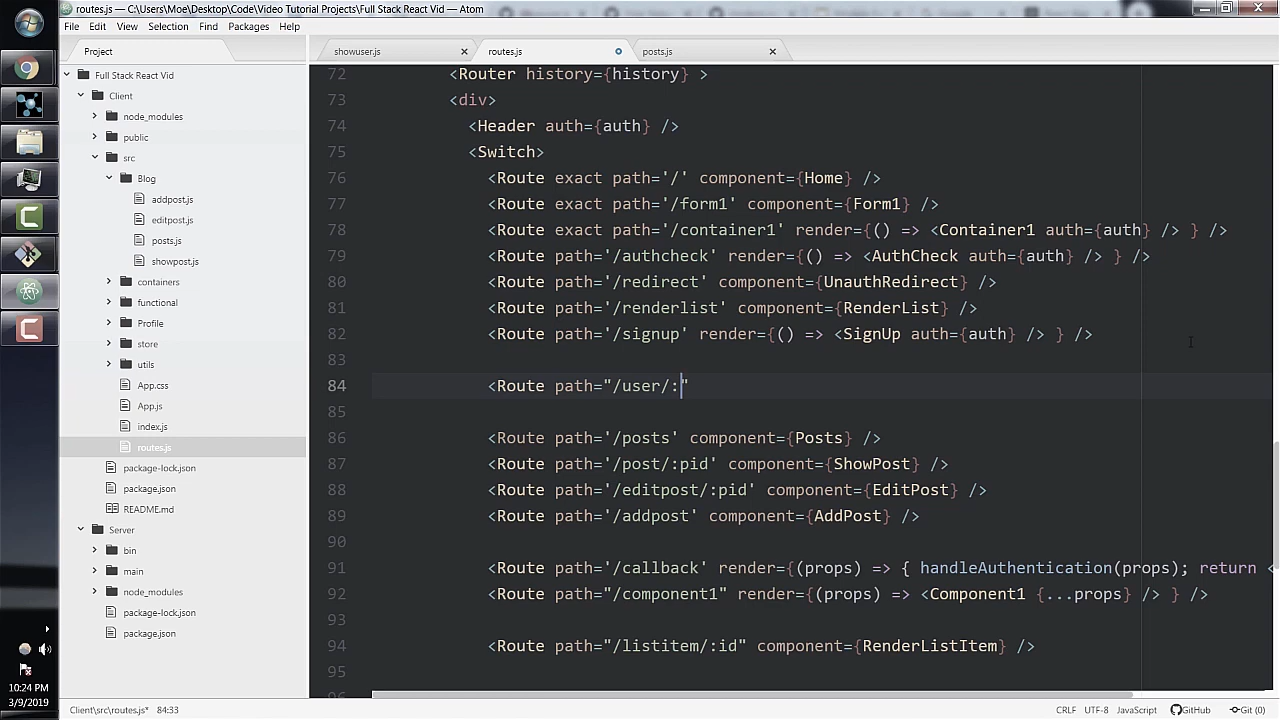 routes.js — C:\Users\Moe\Desktop\Code\Video Tutorial Projects\Full Stack React Vid — Atom
File Edit View Selection Find Packages Help
Project
showuser.js routes.js posts.js
Full Stack React Vid
Client
node_modules
public
src
Blog
addpost.js
editpost.js
posts.js
showpost.js
containers
functional
Profile
store
utils
App.css
App.js
index.js
routes.js
package-lock.json
package.json
README.md
Server
bin
main
node_modules
package-lock.json
package.json
72 <Router history={history} >
73 <div>
74 <Header auth={auth} />
75 <Switch>
76 <Route exact path='/' component={Home} />
77 <Route exact path='/form1' component={Form1} />
78 <Route exact path='/container1' render={() => <Container1 auth={auth} /> } />
79 <Route path='/authcheck' render={() => <AuthCheck auth={auth} /> } />
80 <Route path='/redirect' component={UnauthRedirect} />
81 <Route path='/renderlist' component={RenderList} />
82 <Route path='/signup' render={() => <SignUp auth={auth} /> } />
83
84 <Route path="/user/:"
85
86 <Route path='/posts' component={Posts} />
87 <Route path='/post/:pid' component={ShowPost} />
88 <Route path='/editpost/:pid' component={EditPost} />
89 <Route path='/addpost' component={AddPost} />
90
91 <Route path='/callback' render={(props) => { handleAuthentication(props); return <
92 <Route path="/component1" render={(props) => <Component1 {...props} /> } />
93
94 <Route path="/listitem/:id" component={RenderListItem} />
95
10:24 PM
3/9/2019
Client\src\routes.js* 84:33
CRLF UTF-8 JavaScript GitHub Git (0)